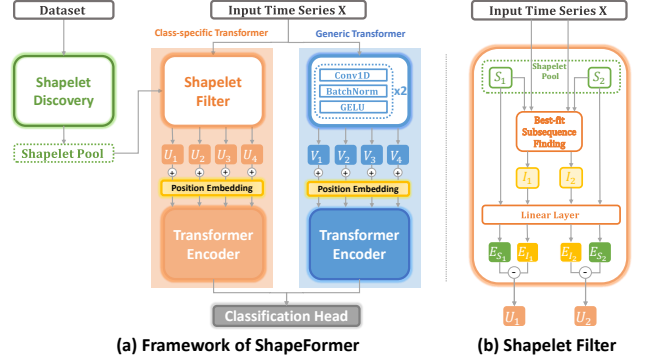 Dataset
Input Time Series X
Class-specific Transformer
Generic Transformer
Shapelet
Discovery
Shapelet
Filter
Conv1D
BatchNorm
GELU
x2
Shapelet Pool
U1 U2 U3 U4
V1 V2 V3 V4
+ + + +
+ + + +
Position Embedding
Position Embedding
Transformer
Encoder
Transformer
Encoder
Classification Head
(a) Framework of ShapeFormer
Input Time Series X
Shapelet
Pool
S1
S2
Best-fit
Subsequence
Finding
I1 I2
Linear Layer
ES1 EI1 EI2 ES2
- -
U1 U2
(b) Shapelet Filter